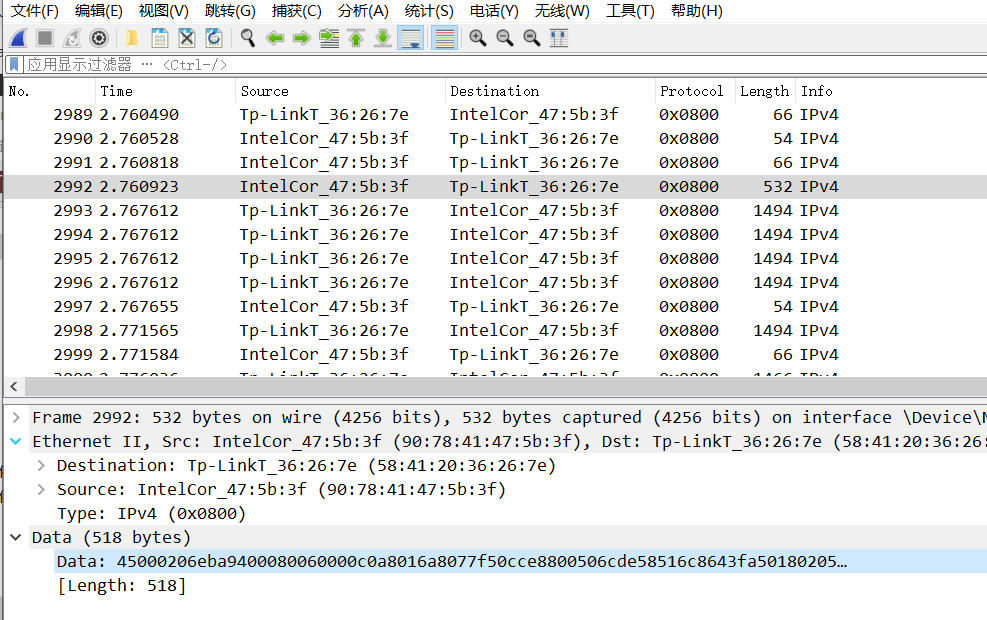 文件(F) 编辑(E) 视图(V) 跳转(G) 捕获(C) 分析(A) 统计(S) 电话(Y) 无线(W) 工具(T) 帮助(H)
应用显示过滤器 … <Ctrl-/>
No. Time Source Destination Protocol Length Info
2989 2.760490 Tp-LinkT_36:26:7e IntelCor_47:5b:3f 0x0800 66 IPv4
2990 2.760528 IntelCor_47:5b:3f Tp-LinkT_36:26:7e 0x0800 54 IPv4
2991 2.760818 IntelCor_47:5b:3f Tp-LinkT_36:26:7e 0x0800 66 IPv4
2992 2.760923 IntelCor_47:5b:3f Tp-LinkT_36:26:7e 0x0800 532 IPv4
2993 2.767612 Tp-LinkT_36:26:7e IntelCor_47:5b:3f 0x0800 1494 IPv4
2994 2.767612 Tp-LinkT_36:26:7e IntelCor_47:5b:3f 0x0800 1494 IPv4
2995 2.767612 Tp-LinkT_36:26:7e IntelCor_47:5b:3f 0x0800 1494 IPv4
2996 2.767612 Tp-LinkT_36:26:7e IntelCor_47:5b:3f 0x0800 1494 IPv4
2997 2.767655 IntelCor_47:5b:3f Tp-LinkT_36:26:7e 0x0800 54 IPv4
2998 2.771565 Tp-LinkT_36:26:7e IntelCor_47:5b:3f 0x0800 1494 IPv4
2999 2.771584 IntelCor_47:5b:3f Tp-LinkT_36:26:7e 0x0800 66 IPv4
Frame 2992: 532 bytes on wire (4256 bits), 532 bytes captured (4256 bits) on interface \Device\N
Ethernet II, Src: IntelCor_47:5b:3f (90:78:41:47:5b:3f), Dst: Tp-LinkT_36:26:7e (58:41:20:36:26:
Destination: Tp-LinkT_36:26:7e (58:41:20:36:26:7e)
Source: IntelCor_47:5b:3f (90:78:41:47:5b:3f)
Type: IPv4 (0x0800)
Data (518 bytes)
Data: 45000206eba9400080060000c0a8016a8077f50cce8800506cde58516c8643fa50180205…
[Length: 518]